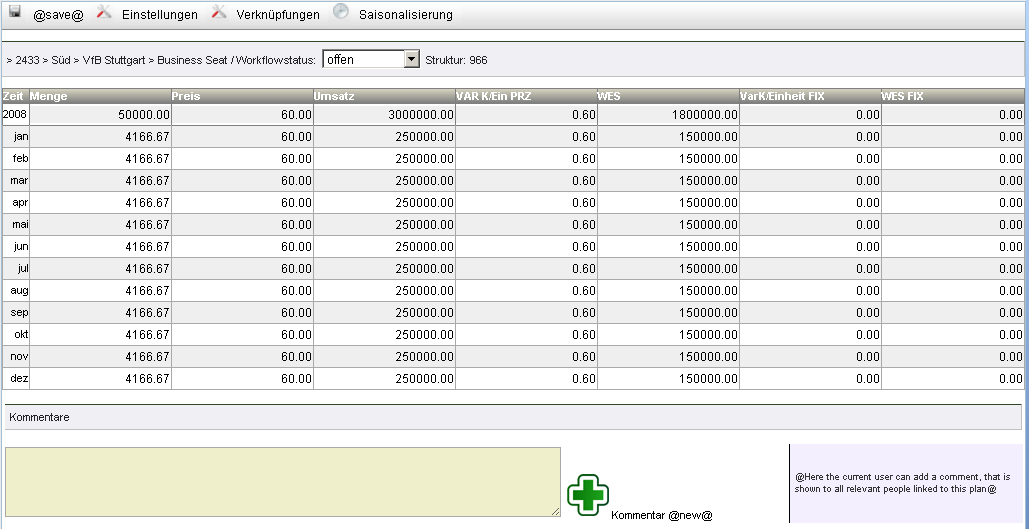 @save@ Einstellungen Verknüpfungen Saisonalisierung
> 2433 > Süd > VfB Stuttgart > Business Seat / Workflowstatus: offen Struktur: 966
Zeit Menge Preis Umsatz VAR K/Ein PRZ WES VarK/Einheit FIX WES FIX
2008 50000.00 60.00 3000000.00 0.60 1800000.00 0.00 0.00
jan 4166.67 60.00 250000.00 0.60 150000.00 0.00 0.00
feb 4166.67 60.00 250000.00 0.60 150000.00 0.00 0.00
mar 4166.67 60.00 250000.00 0.60 150000.00 0.00 0.00
apr 4166.67 60.00 250000.00 0.60 150000.00 0.00 0.00
mai 4166.67 60.00 250000.00 0.60 150000.00 0.00 0.00
jun 4166.67 60.00 250000.00 0.60 150000.00 0.00 0.00
jul 4166.67 60.00 250000.00 0.60 150000.00 0.00 0.00
aug 4166.67 60.00 250000.00 0.60 150000.00 0.00 0.00
sep 4166.67 60.00 250000.00 0.60 150000.00 0.00 0.00
okt 4166.67 60.00 250000.00 0.60 150000.00 0.00 0.00
nov 4166.67 60.00 250000.00 0.60 150000.00 0.00 0.00
dez 4166.67 60.00 250000.00 0.60 150000.00 0.00 0.00
Kommentare
Kommentar @new@
@Here the current user can add a comment, that is
shown to all relevant people linked to this plan@